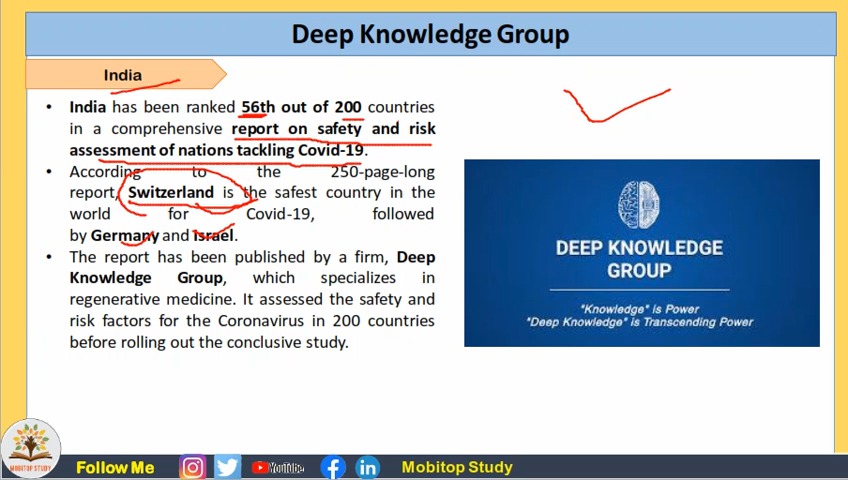 Deep Knowledge Group
India
• India has been ranked 56th out of 200 countries
in a comprehensive report on safety and risk
assessment of nations tackling Covid-19.
• According to the 250-page-long
report, Switzerland is the safest country in the
world for Covid-19, followed
by Germany and Israel.
• The report has been published by a firm, Deep
Knowledge Group, which specializes in
regenerative medicine. It assessed the safety and
risk factors for the Coronavirus in 200 countries
before rolling out the conclusive study.
DEEP KNOWLEDGE
GROUP
"Knowledge" is Power
"Deep Knowledge" is Transcending Power
MOBITOP STUDY
Follow Me
YouTube
Mobitop Study